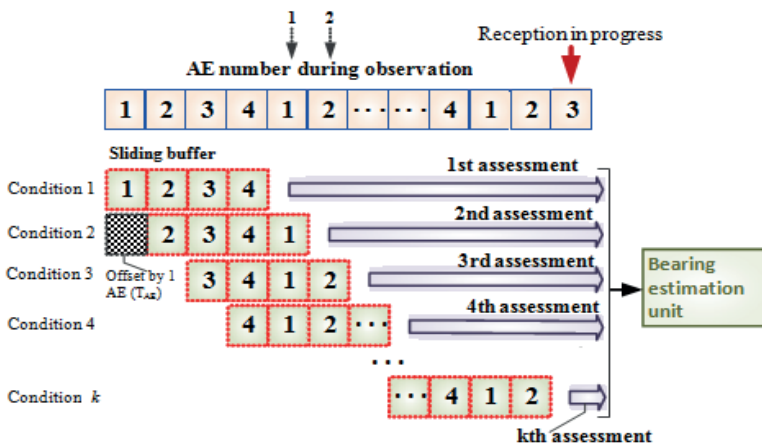 1 2
Reception in progress
AE number during observation
1 2 3 4 1 2 ··· ··· 4 1 2 3
Sliding buffer
1st assessment
Condition 1 1 2 3 4
2nd assessment
Condition 2 2 3 4 1
3rd assessment
Condition 3 3 4 1 2
Offset by 1
AE (TAE)
Bearing
estimation
unit
4th assessment
Condition 4 4 1 2 ···
···
Condition k ··· 4 1 2
kth assessment